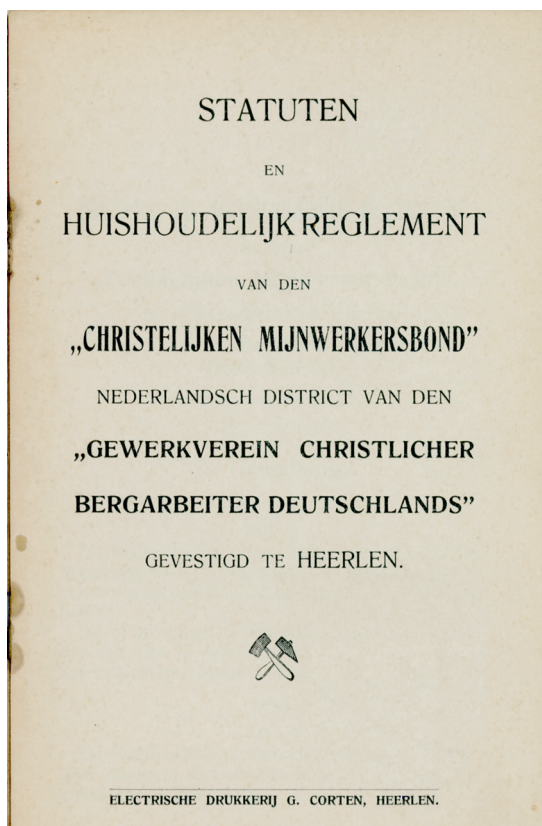 STATUTEN
EN
HUISHOUDELIJK REGLEMENT
VAN DEN
„CHRISTELIJKEN MIJNWERKERSBOND”
NEDERLANDSCH DISTRICT VAN DEN
„GEWERKVEREIN CHRISTLICHER
BERGARBEITER DEUTSCHLANDS”
GEVESTIGD TE HEERLEN.
ELECTRISCHE DRUKKERIJ G. CORTEN, HEERLEN.